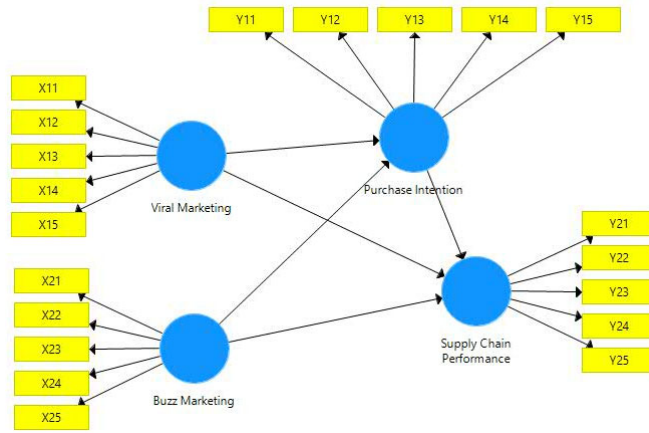 Y11
Y12
Y13
Y14
Y15
X11
X12
X13
X14
X15
Viral Marketing
Purchase Intention
Y21
Y22
Y23
Y24
Y25
Supply Chain
Performance
X21
X22
X23
X24
X25
Buzz Marketing